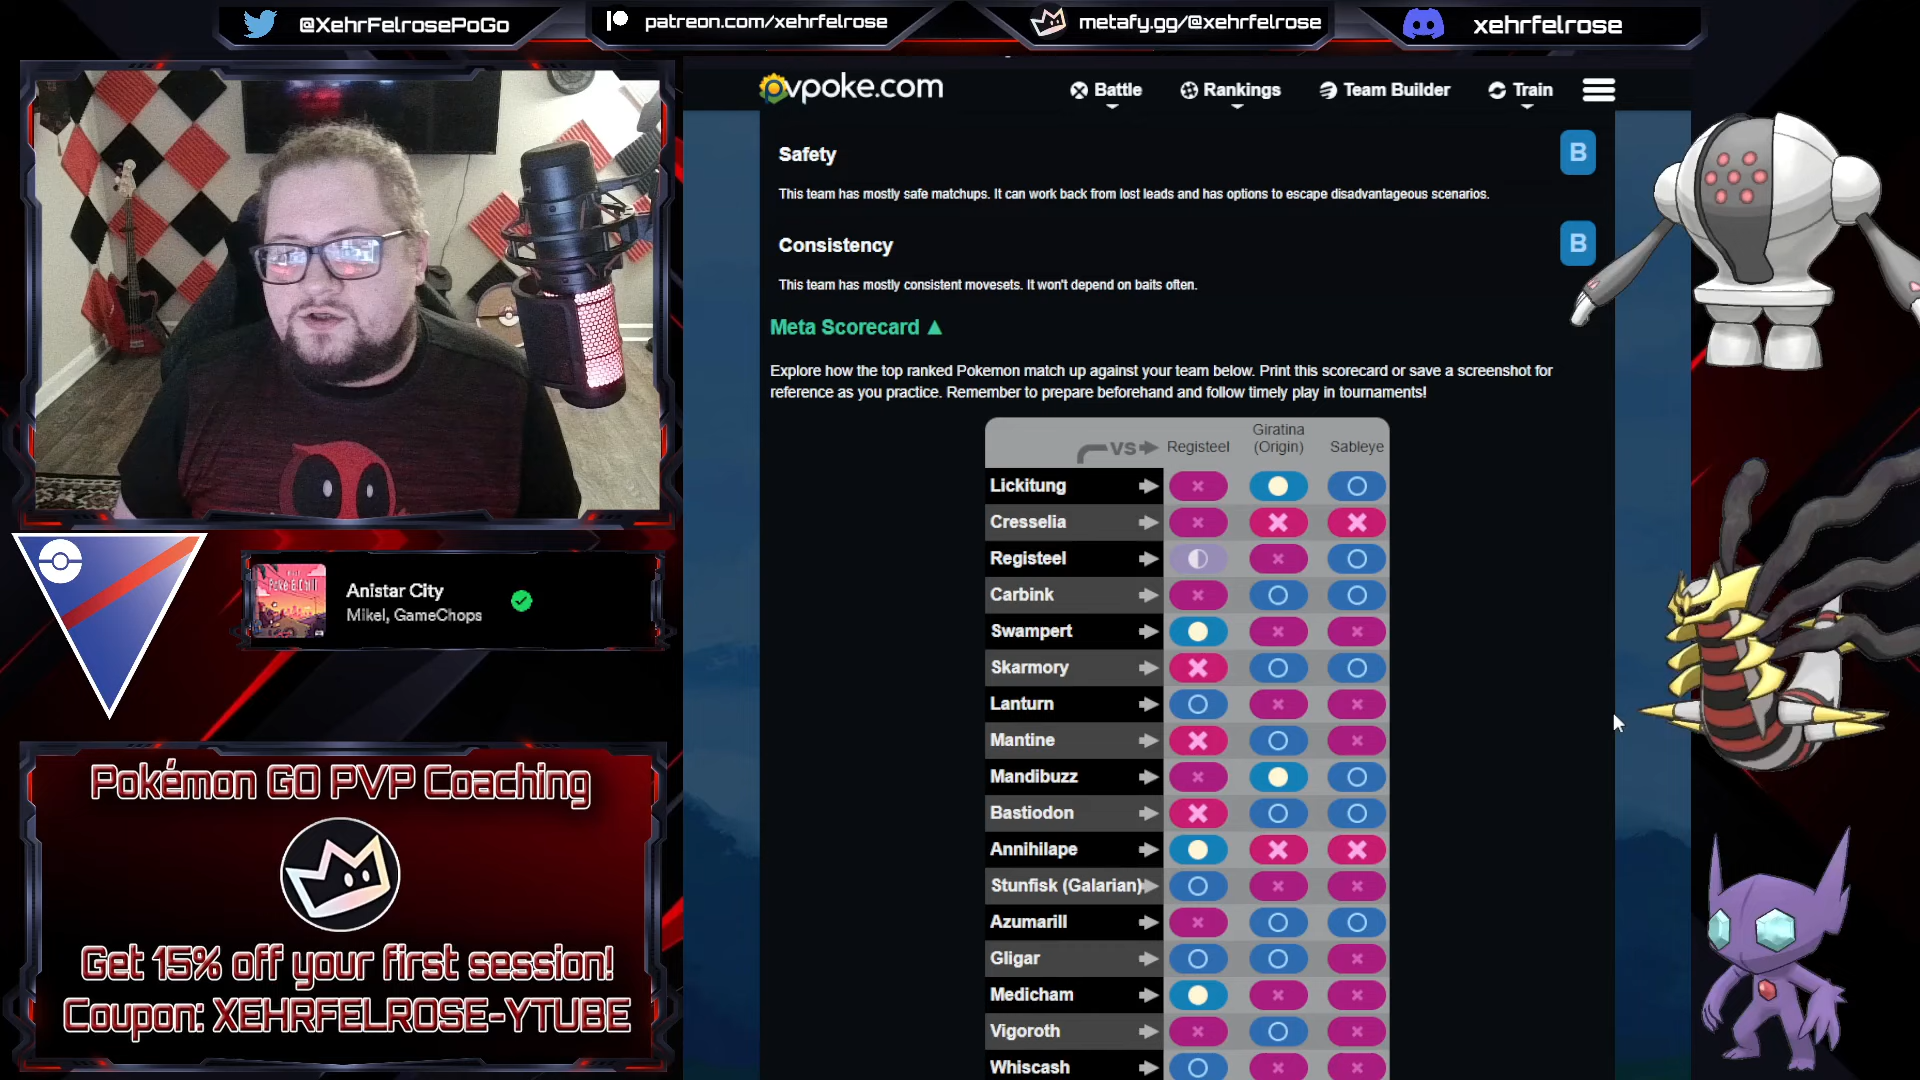 @XehrFelrosePoGo
patreon.com/xehrfelrose
metafy.gg/@xehrfelrose
xehrfelrose
pvpoke.com
Battle
Rankings
Team Builder
Train
Safety
B
This team has mostly safe matchups. It can work back from lost leads and has options to escape disadvantageous scenarios.
Consistency
B
This team has mostly consistent movesets. It won't depend on baits often.
Meta Scorecard ▲
Explore how the top ranked Pokemon match up against your team below. Print this scorecard or save a screenshot for
reference as you practice. Remember to prepare beforehand and follow timely play in tournaments!
VS
Registeel
Giratina
(Origin)
Sableye
Lickitung
Cresselia
Registeel
Carbink
Swampert
Skarmory
Lanturn
Mantine
Mandibuzz
Bastiodon
Annihilape
Stunfisk (Galarian)
Azumarill
Gligar
Medicham
Vigoroth
Whiscash
Anistar City
Mikel, GameChops
Pokémon GO PVP Coaching
Get 15% off your first session!
Coupon: XEHRFELROSE-YTUBE